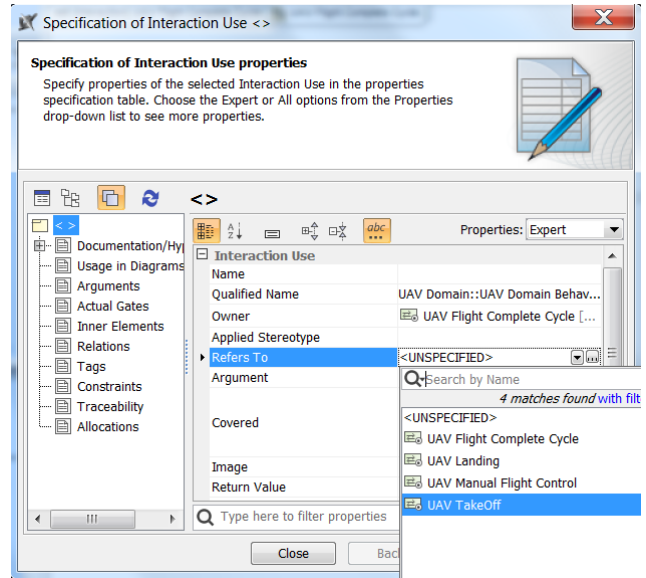 Specification of Interaction Use <>
X
Specification of Interaction Use properties
Specify properties of the selected Interaction Use in the properties
specification table. Choose the Expert or All options from the Properties
drop-down list to see more properties.
<>
< >
Documentation/Hy
Usage in Diagrams
Arguments
Actual Gates
Inner Elements
Relations
Tags
Constraints
Traceability
Allocations
abc
Properties: Expert
Interaction Use
Name
Qualified Name UAV Domain::UAV Domain Behav...
Owner UAV Flight Complete Cycle [...
Applied Stereotype
Refers To <UNSPECIFIED>
Argument
Covered
Image
Return Value
Search by Name
4 matches found with filt
<UNSPECIFIED>
UAV Flight Complete Cycle
UAV Landing
UAV Manual Flight Control
UAV TakeOff
Type here to filter properties
Close Bac